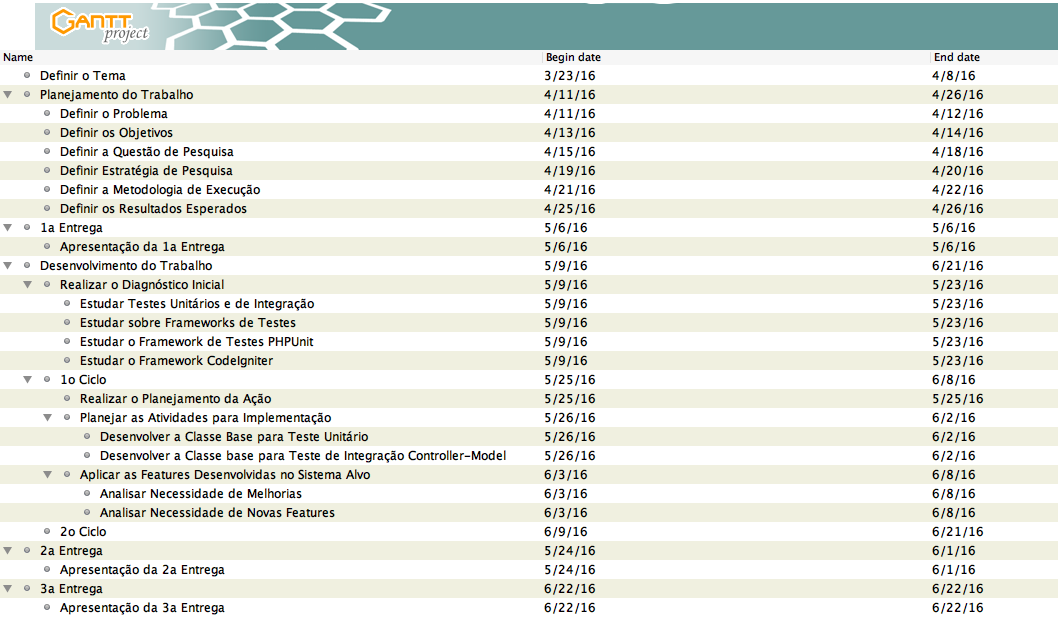 GANTT
project
Name Begin date End date
Definir o Tema 3/23/16 4/8/16
Planejamento do Trabalho 4/11/16 4/26/16
Definir o Problema 4/11/16 4/12/16
Definir os Objetivos 4/13/16 4/14/16
Definir a Questão de Pesquisa 4/15/16 4/18/16
Definir Estratégia de Pesquisa 4/19/16 4/20/16
Definir a Metodologia de Execução 4/21/16 4/22/16
Definir os Resultados Esperados 4/25/16 4/26/16
1a Entrega 5/6/16 5/6/16
Apresentação da 1a Entrega 5/6/16 5/6/16
Desenvolvimento do Trabalho 5/9/16 6/21/16
Realizar o Diagnóstico Inicial 5/9/16 5/23/16
Estudar Testes Unitários e de Integração 5/9/16 5/23/16
Estudar sobre Frameworks de Testes 5/9/16 5/23/16
Estudar o Framework de Testes PHPUnit 5/9/16 5/23/16
Estudar o Framework CodeIgniter 5/9/16 5/23/16
1o Ciclo 5/25/16 6/8/16
Realizar o Planejamento da Ação 5/25/16 5/25/16
Planejar as Atividades para Implementação 5/26/16 6/2/16
Desenvolver a Classe Base para Teste Unitário 5/26/16 6/2/16
Desenvolver a Classe base para Teste de Integração Controller-Model 5/26/16 6/2/16
Aplicar as Features Desenvolvidas no Sistema Alvo 6/3/16 6/8/16
Analisar Necessidade de Melhorias 6/3/16 6/8/16
Analisar Necessidade de Novas Features 6/3/16 6/8/16
2o Ciclo 6/9/16 6/21/16
2a Entrega 5/24/16 6/1/16
Apresentação da 2a Entrega 5/24/16 6/1/16
3a Entrega 6/22/16 6/22/16
Apresentação da 3a Entrega 6/22/16 6/22/16